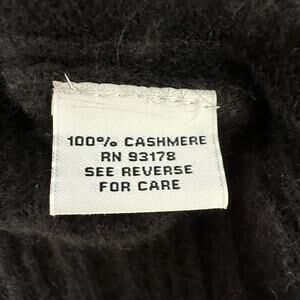 100% CASHMERE
RN 93178
SEE REVERSE
FOR CARE